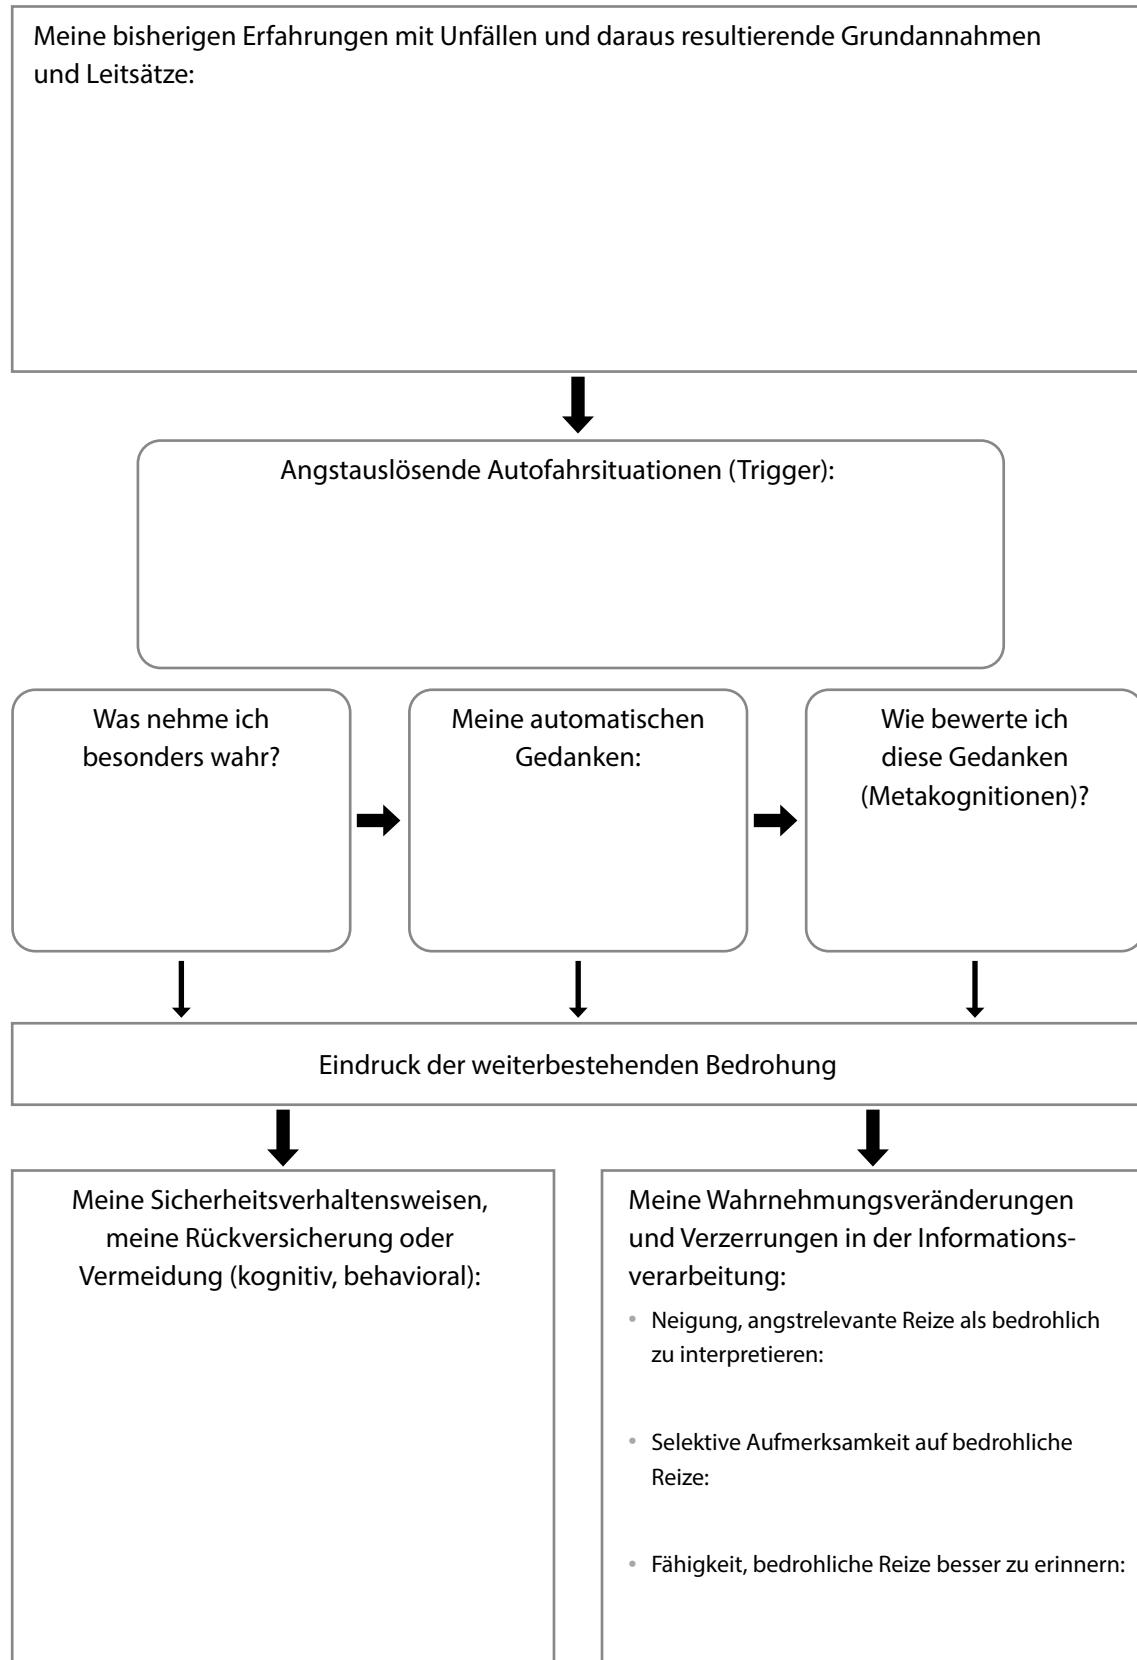 Meine bisherigen Erfahrungen mit Unfällen und daraus resultierende Grundannahmen
und Leitsätze:
Angstauslösende Autofahrsituationen (Trigger):
Was nehme ich
besonders wahr?
Meine automatischen
Gedanken:
Wie bewerte ich
diese Gedanken
(Metakognitionen)?
Eindruck der weiterbestehenden Bedrohung
Meine Sicherheitsverhaltensweisen,
meine Rückversicherung oder
Vermeidung (kognitiv, behavioral):
Meine Wahrnehmungsveränderungen
und Verzerrungen in der Informations-
verarbeitung:
• Neigung, angstrelevante Reize als bedrohlich
zu interpretieren:
• Selektive Aufmerksamkeit auf bedrohliche
Reize:
• Fähigkeit, bedrohliche Reize besser zu erinnern: